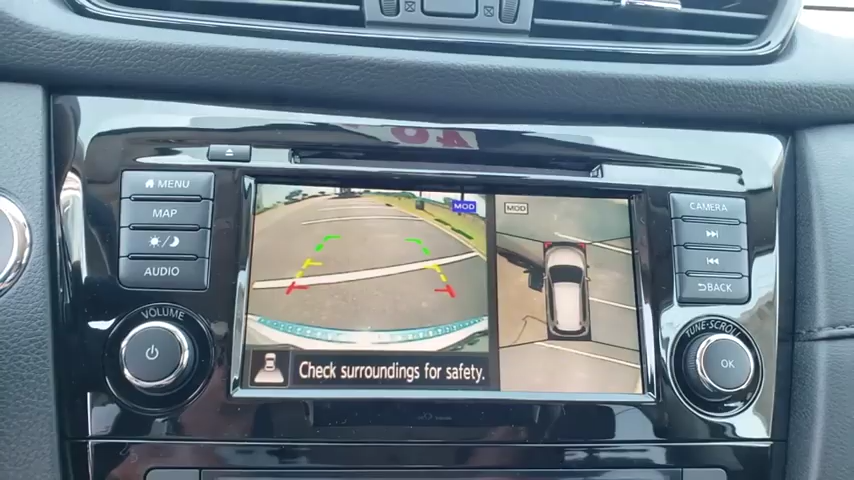 MENU
MAP
AUDIO
VOLUME
MOD
MOD
Check surroundings for safety.
CAMERA
BACK
TUNE·SCROLL
OK